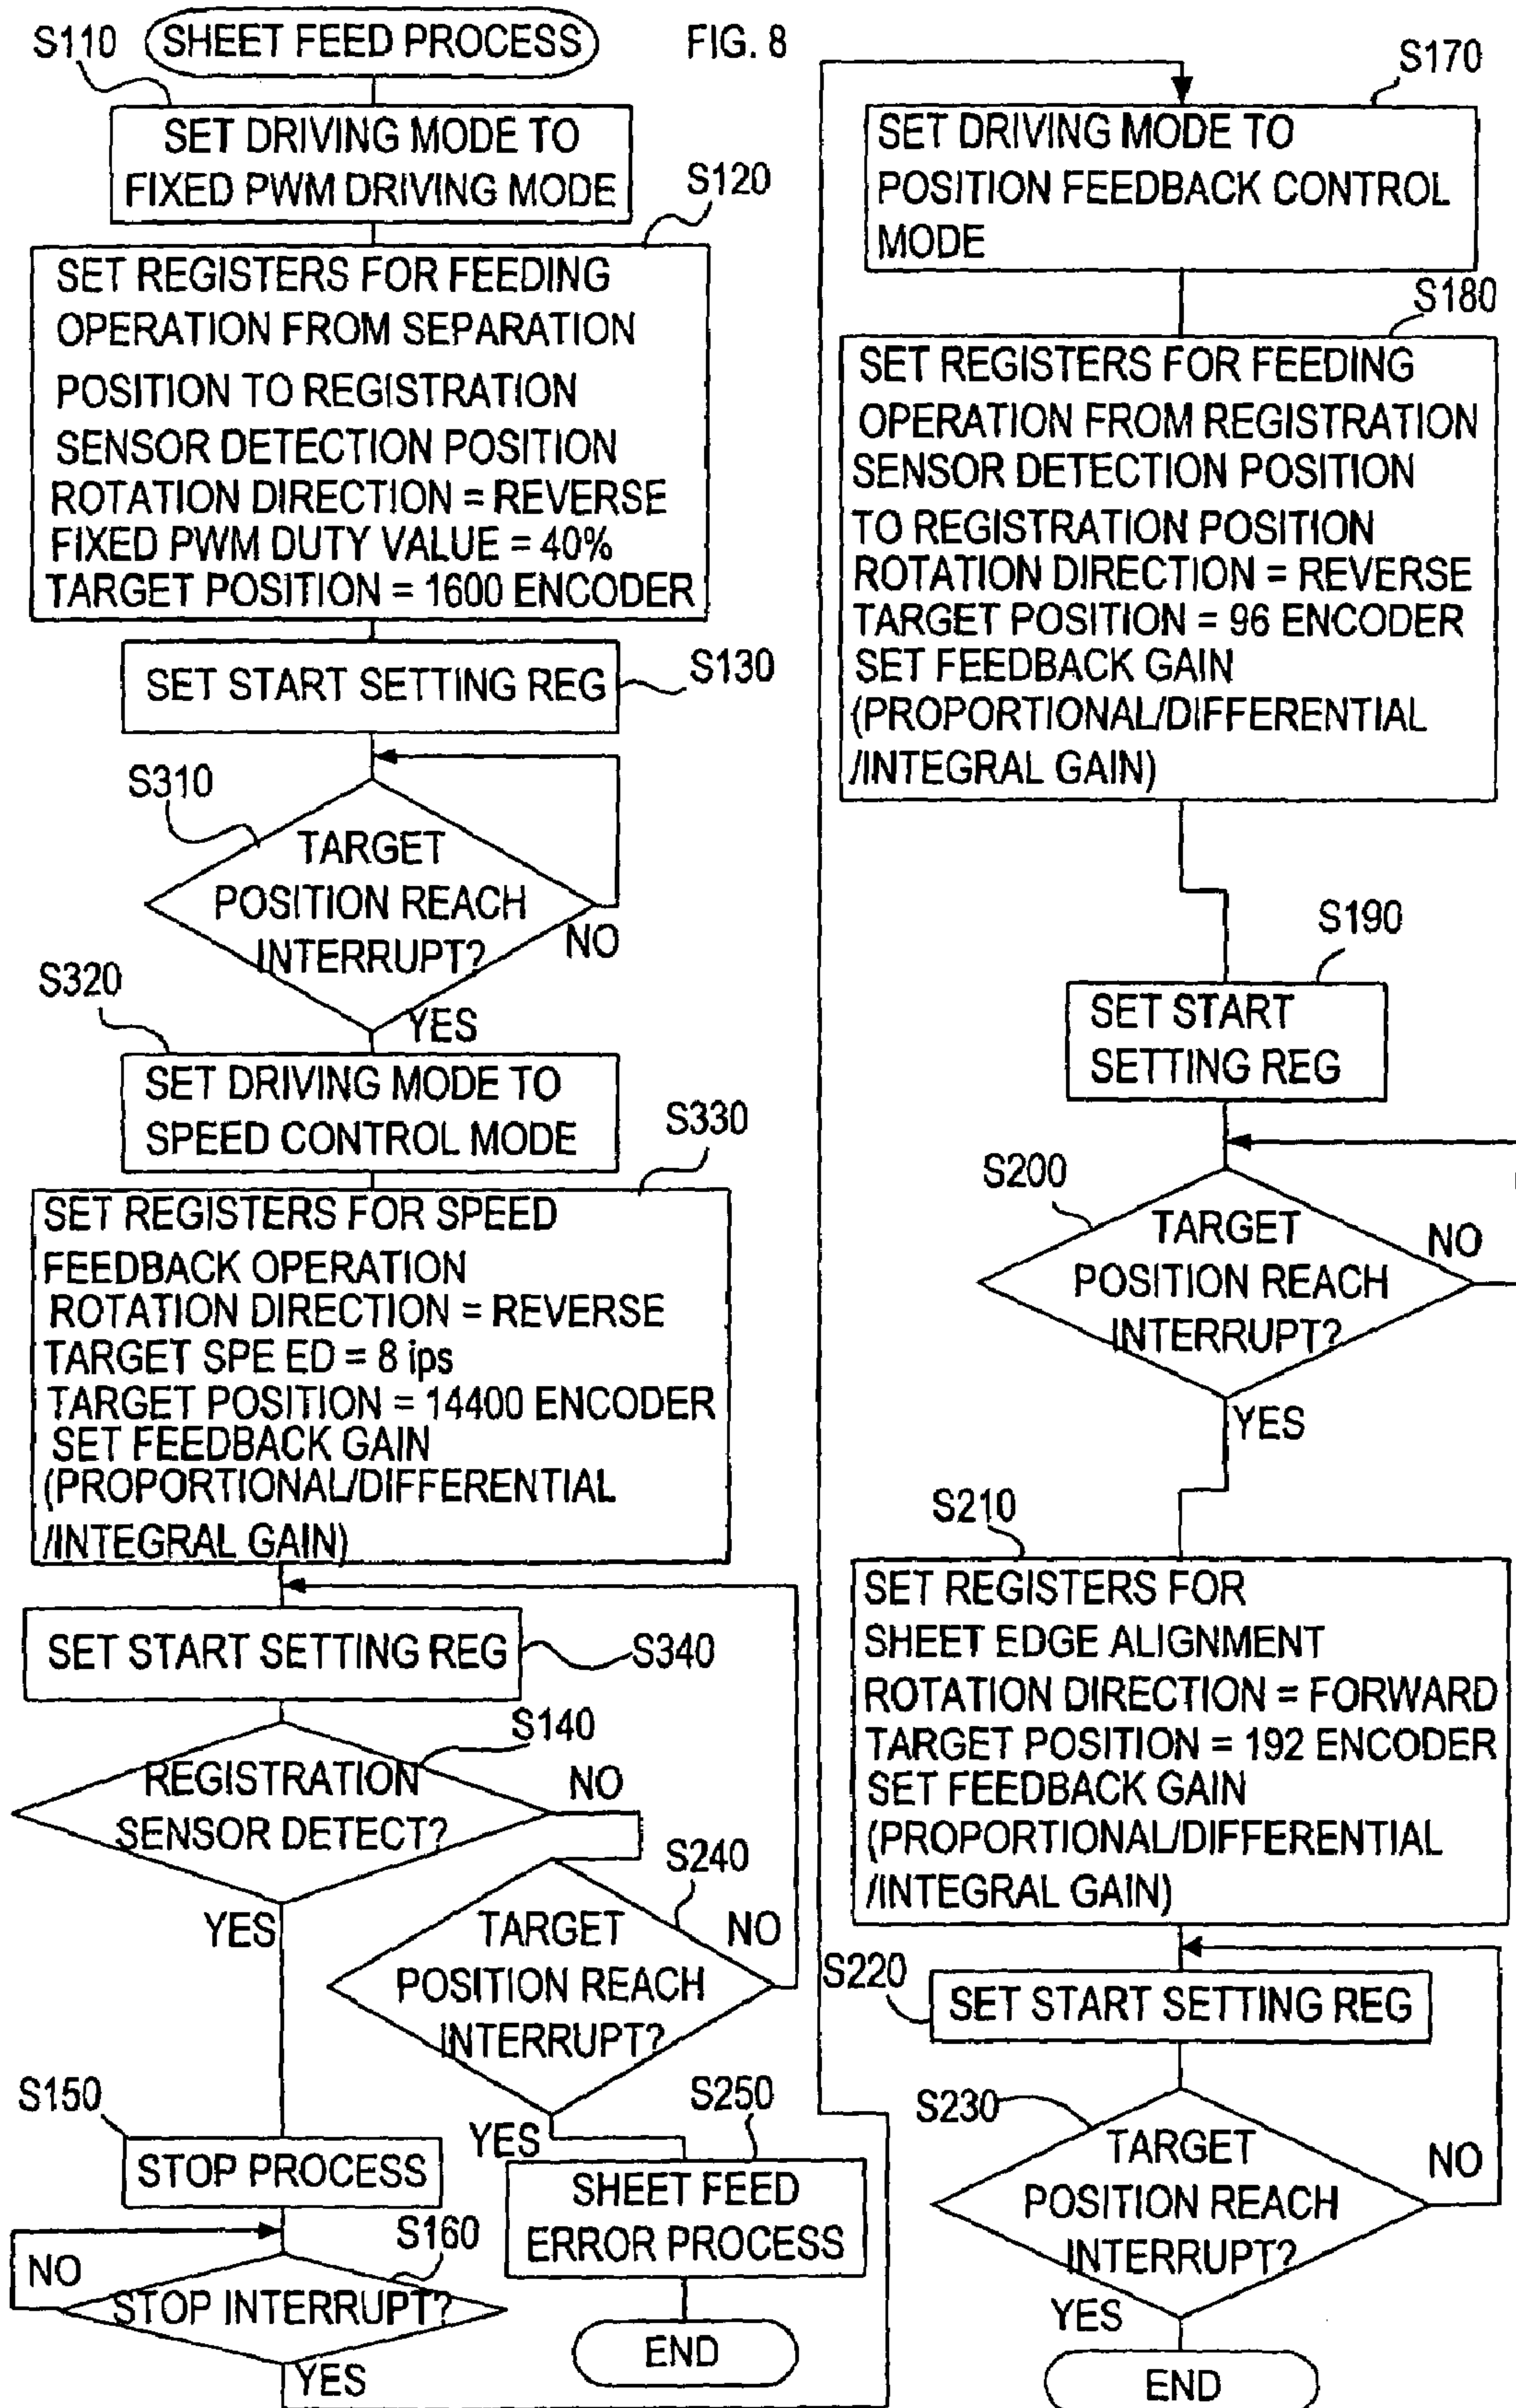 S110
SHEET FEED PROCESS
FIG. 8
SET DRIVING MODE TO
FIXED PWM DRIVING MODE
S120
SET REGISTERS FOR FEEDING
OPERATION FROM SEPARATION
POSITION TO REGISTRATION
SENSOR DETECTION POSITION
ROTATION DIRECTION = REVERSE
FIXED PWM DUTY VALUE = 40%
TARGET POSITION = 1600 ENCODER
SET START SETTING REG
S130
S310
TARGET
POSITION REACH
INTERRUPT?
NO
YES
S320
SET DRIVING MODE TO
SPEED CONTROL MODE
S330
SET REGISTERS FOR SPEED
FEEDBACK OPERATION
ROTATION DIRECTION = REVERSE
TARGET SPE ED = 8 ips
TARGET POSITION = 14400 ENCODER
SET FEEDBACK GAIN
(PROPORTIONAL/DIFFERENTIAL
/INTEGRAL GAIN)
SET START SETTING REG
S340
S140
REGISTRATION
SENSOR DETECT?
NO
YES
S240
TARGET
POSITION REACH
INTERRUPT?
NO
YES
S150
STOP PROCESS
S250
SHEET FEED
ERROR PROCESS
END
S160
NO
STOP INTERRUPT?
YES
S170
SET DRIVING MODE TO
POSITION FEEDBACK CONTROL
MODE
S180
SET REGISTERS FOR FEEDING
OPERATION FROM REGISTRATION
SENSOR DETECTION POSITION
TO REGISTRATION POSITION
ROTATION DIRECTION = REVERSE
TARGET POSITION = 96 ENCODER
SET FEEDBACK GAIN
(PROPORTIONAL/DIFFERENTIAL
/INTEGRAL GAIN)
S190
SET START
SETTING REG
S200
TARGET
POSITION REACH
INTERRUPT?
NO
YES
S210
SET REGISTERS FOR
SHEET EDGE ALIGNMENT
ROTATION DIRECTION = FORWARD
TARGET POSITION = 192 ENCODER
SET FEEDBACK GAIN
(PROPORTIONAL/DIFFERENTIAL
/INTEGRAL GAIN)
S220
SET START SETTING REG
S230
TARGET
POSITION REACH
INTERRUPT?
NO
YES
END